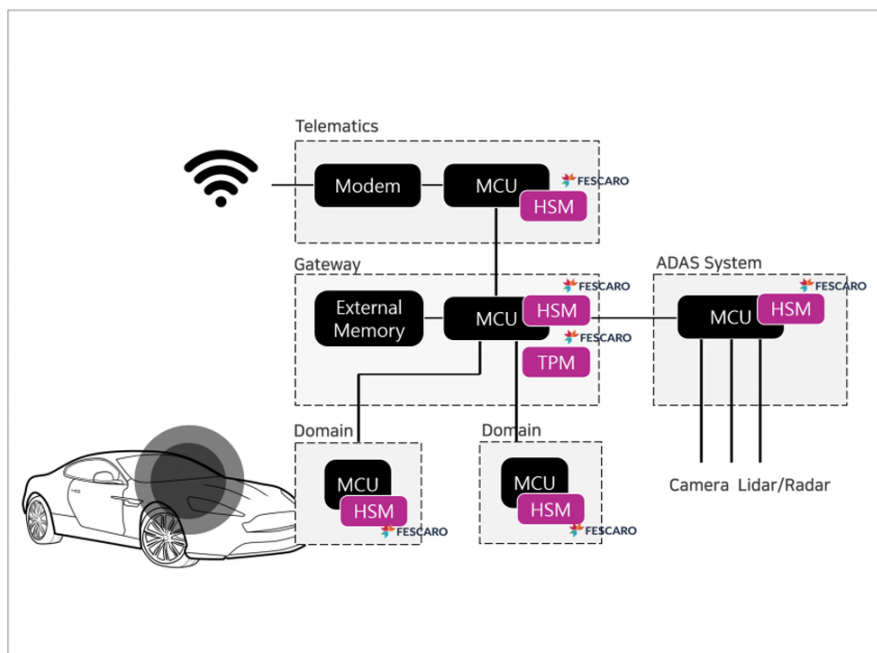 Telematics
Modem
MCU
FESCARO
HSM
Gateway
External
Memory
MCU
FESCARO
HSM
FESCARO
TPM
ADAS System
FESCARO
MCU
HSM
Domain
MCU
HSM
FESCARO
Domain
MCU
HSM
FESCARO
Camera Lidar/Radar